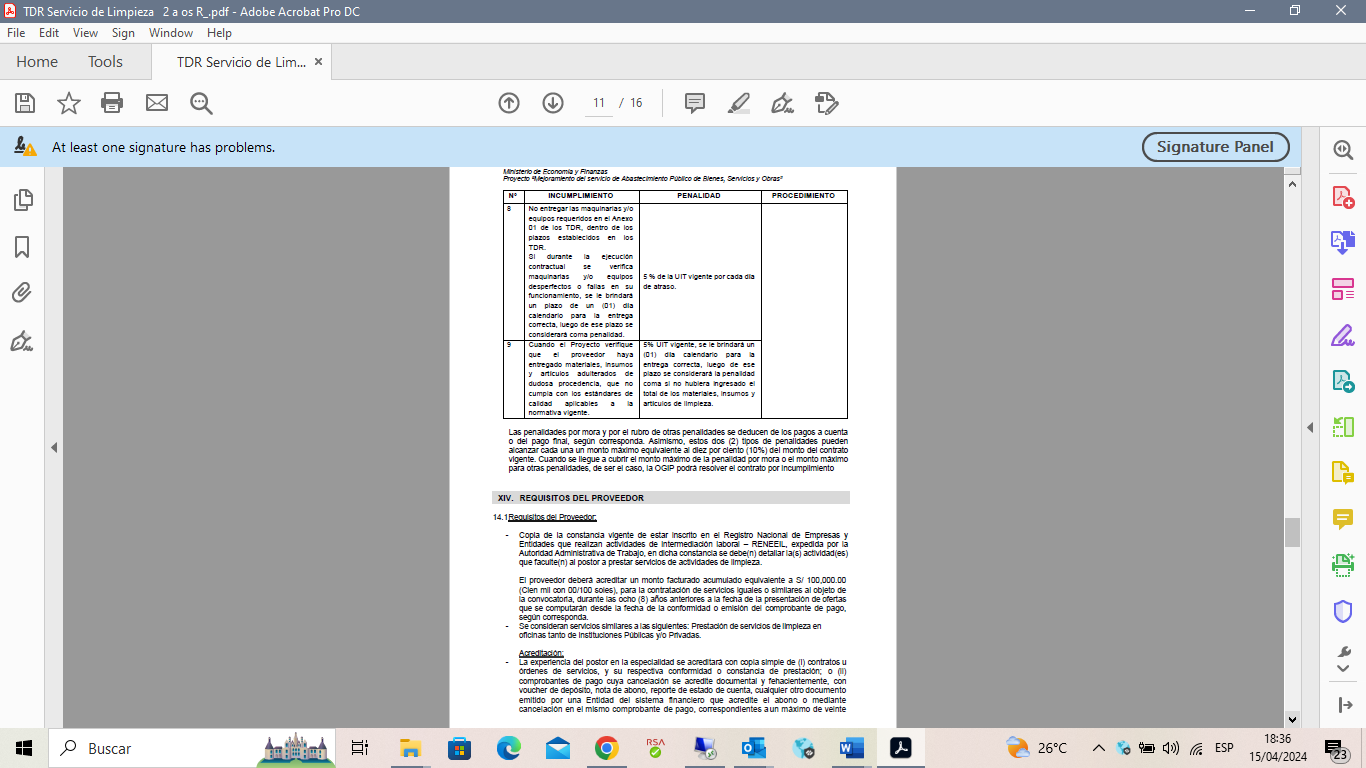 TDR Servicio de Limpieza   2 a os R_.pdf - Adobe Acrobat Pro DC
File Edit View Sign Window Help
Home Tools TDR Servicio de Lim... ×
11 / 16
At least one signature has problems.
Signature Panel
Ministerio de Economía y Finanzas
Proyecto "Mejoramiento del servicio de Abastecimiento Público de Bienes, Servicios y Obras"
N° INCUMPLIMIENTO PENALIDAD PROCEDIMIENTO
8 No entregar las maquinarias y/o
equipos requeridos en el Anexo
01 de los TDR, dentro de los
plazos establecidos en los
TDR.
Si durante la ejecución
contractual se verifica
maquinarias y/o equipos
desperfectos o fallas en su
funcionamiento, se le brindará
un plazo de un (01) día
calendario para la entrega
correcta, luego de ese plazo se
considerará coma penalidad.
5 % de la UIT vigente por cada día
de atraso.
9 Cuando el Proyecto verifique
que el proveedor haya
entregado materiales, insumos
y artículos adulterados de
dudosa procedencia, que no
cumpla con los estándares de
calidad aplicables a la
normativa vigente.
5% UIT vigente, se le brindará un
(01) día calendario para la
entrega correcta, luego de ese
plazo se considerará la penalidad
coma si no hubiera ingresado el
total de los materiales, insumos y
artículos de limpieza.
Las penalidades por mora y por el rubro de otras penalidades se deducen de los pagos a cuenta
o del pago final, según corresponda. Asimismo, estos dos (2) tipos de penalidades pueden
alcanzar cada una un monto máximo equivalente al diez por ciento (10%) del monto del contrato
vigente. Cuando se llegue a cubrir el monto máximo de la penalidad por mora o el monto máximo
para otras penalidades, de ser el caso, la OGIP podrá resolver el contrato por incumplimiento
XIV. REQUISITOS DEL PROVEEDOR
14.1 Requisitos del Proveedor:
- Copia de la constancia vigente de estar inscrito en el Registro Nacional de Empresas y
Entidades que realizan actividades de intermediación laboral – RENEEIL, expedida por la
Autoridad Administrativa de Trabajo, en dicha constancia se debe(n) detallar la(s) actividad(es)
que faculte(n) al postor a prestar servicios de actividades de limpieza.
El proveedor deberá acreditar un monto facturado acumulado equivalente a S/ 100,000.00
(Cien mil con 00/100 soles), para la contratación de servicios iguales o similares al objeto de
la convocatoria, durante las ocho (8) años anteriores a la fecha de la presentación de ofertas
que se computarán desde la fecha de la conformidad o emisión del comprobante de pago,
según corresponda.
- Se consideran servicios similares a las siguientes: Prestación de servicios de limpieza en
oficinas tanto de Instituciones Públicas y/o Privadas.
Acreditación:
- La experiencia del postor en la especialidad se acreditará con copia simple de (i) contratos u
órdenes de servicios, y su respectiva conformidad o constancia de prestación; o (ii)
comprobantes de pago cuya cancelación se acredite documental y fehacientemente, con
voucher de depósito, nota de abono, reporte de estado de cuenta, cualquier otro documento
emitido por una Entidad del sistema financiero que acredite el abono o mediante
cancelación en el mismo comprobante de pago, correspondientes a un máximo de veinte
Buscar
RSA
26°C
ESP
18:36
15/04/2024
23